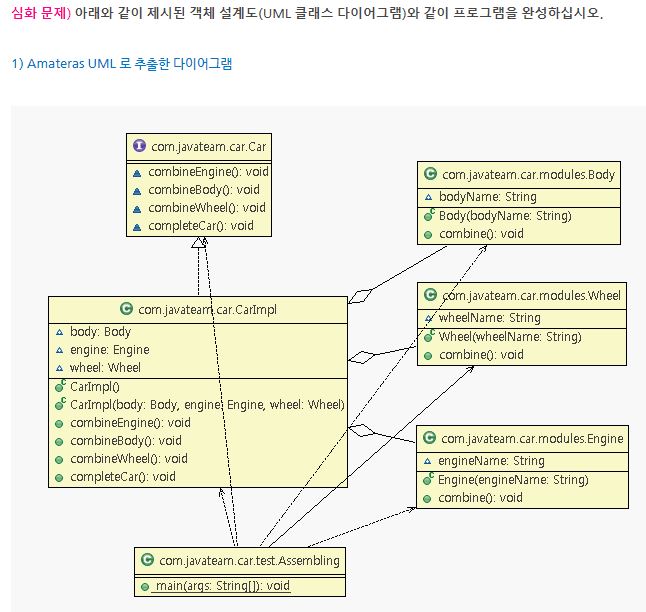 심화 문제) 아래와 같이 제시된 객체 설계도(UML 클래스 다이어그램)와 같이 프로그램을 완성하십시오.
1) Amateras UML 로 추출한 다이어그램
I com.javateam.car.Car
combineEngine(): void
combineBody(): void
combineWheel(): void
completeCar(): void
C com.javateam.car.modules.Body
bodyName: String
C Body(bodyName: String)
combine(): void
C com.javateam.car.modules.Wheel
wheelName: String
C Wheel(wheelName: String)
combine(): void
C com.javateam.car.CarImpl
body: Body
engine: Engine
wheel: Wheel
C CarImpl()
C CarImpl(body: Body, engine: Engine, wheel: Wheel)
combineEngine(): void
combineBody(): void
combineWheel(): void
completeCar(): void
C com.javateam.car.modules.Engine
engineName: String
C Engine(engineName: String)
combine(): void
C com.javateam.car.test.Assembling
main(args: String[]): void